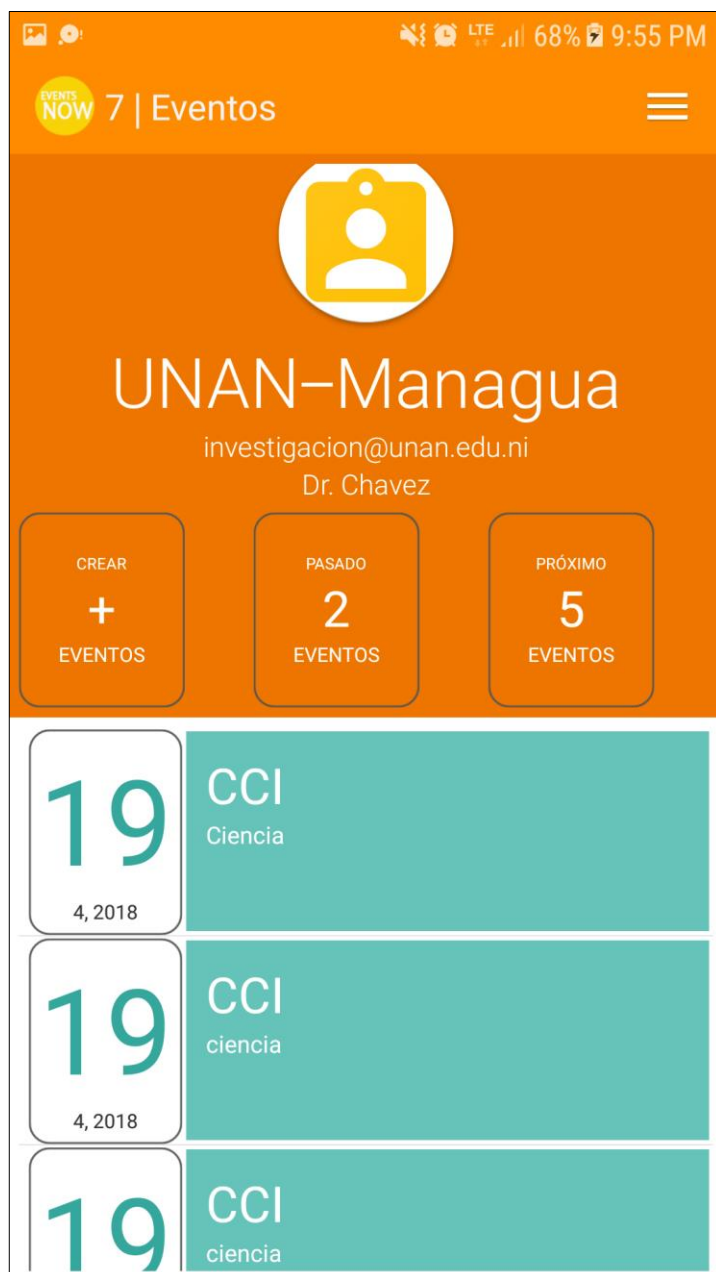 LTE 68% 9:55 PM
EVENTS
NOW
7 | Eventos
UNAN–Managua
investigacion@unan.edu.ni
Dr. Chavez
CREAR
+
EVENTOS
PASADO
2
EVENTOS
PRÓXIMO
5
EVENTOS
19
4, 2018
CCI
Ciencia
19
4, 2018
CCI
ciencia
19
CCI
ciencia